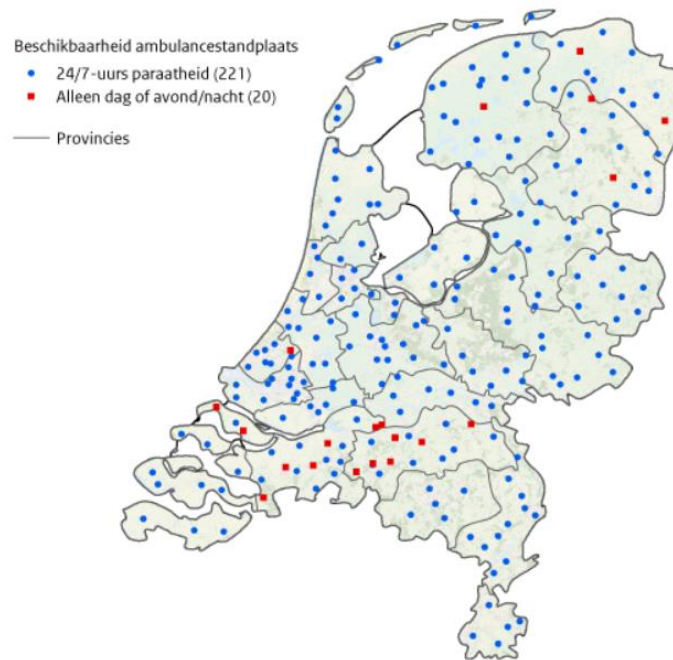 Beschikbaarheid ambulancestandplaats
24/7-uurs paraatheid (221)
Alleen dag of avond/nacht (20)
Provincies